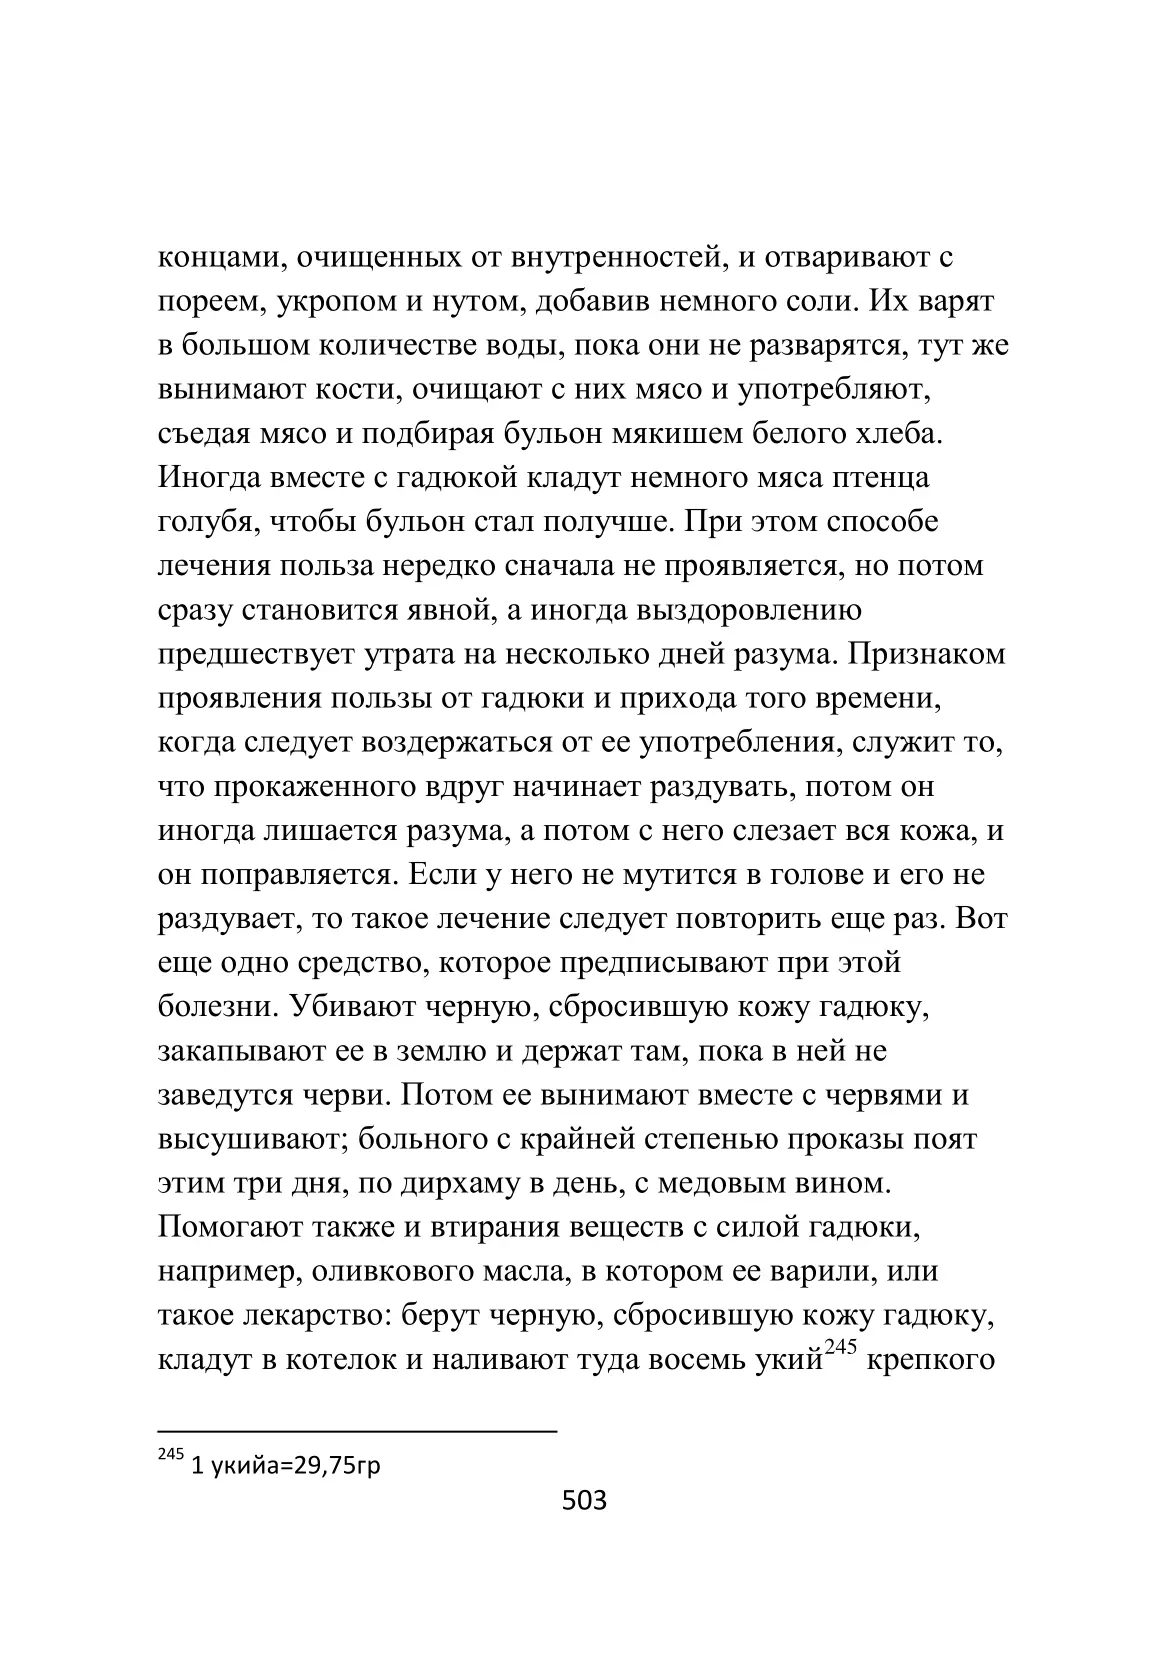 концами, очищенных от внутренностей, и отваривают с
пореем, укропом и нутом, добавив немного соли. Их варят
в большом количестве воды, пока они не разварятся, тут же
вынимают кости, очищают с них мясо и употребляют,
съедая мясо и подбирая бульон мякишем белого хлеба.
Иногда вместе с гадюкой кладут немного мяса птенца
голубя, чтобы бульон стал получше. При этом способе
лечения польза нередко сначала не проявляется, но потом
сразу становится явной, а иногда выздоровлению
предшествует утрата на несколько дней разума. Признаком
проявления пользы от гадюки и прихода того времени,
когда следует воздержаться от ее употребления, служит то,
что прокаженного вдруг начинает раздувать, потом он
иногда лишается разума, а потом с него слезает вся кожа, и
он поправляется. Если у него не мутится в голове и его не
раздувает, то такое лечение следует повторить еще раз. Вот
еще одно средство, которое предписывают при этой
болезни. Убивают черную, сбросившую кожу гадюку,
закапывают ее в землю и держат там, пока в ней не
заведутся черви. Потом ее вынимают вместе с червями и
высушивают; больного с крайней степенью проказы поят
этим три дня, по дирхаму в день, с медовым вином.
Помогают также и втирания веществ с силой гадюки,
например, оливкового масла, в котором ее варили, или
такое лекарство: берут черную, сбросившую кожу гадюку,
кладут в котелок и наливают туда восемь укий245 крепкого
245 1 укийа=29,75гр
503